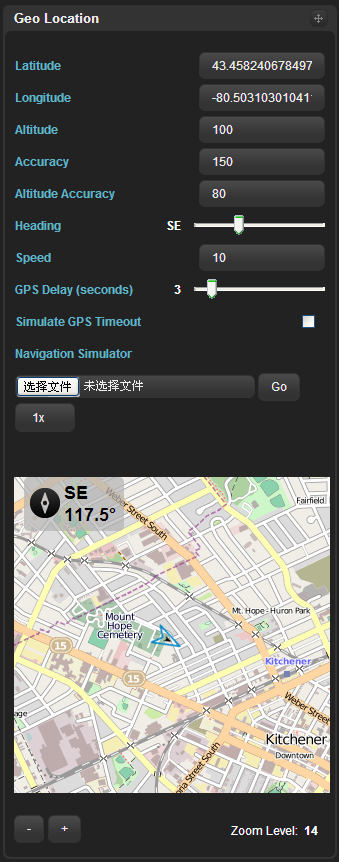 Geo Location
Latitude 43.458240678497
Longitude -80.50310301041
Altitude 100
Accuracy 150
Altitude Accuracy 80
Heading SE
Speed 10
GPS Delay (seconds) 3
Simulate GPS Timeout
Navigation Simulator
选择文件 未选择文件 Go
1x
SE
117.5°
Weber Street South
Fairfield
Mount
Hope
Cemetery
Mt. Hope - Huron Park
15
Kitchener
15
Weber Street
age
Kitchener
Downtown
ria Street South
- + Zoom Level: 14